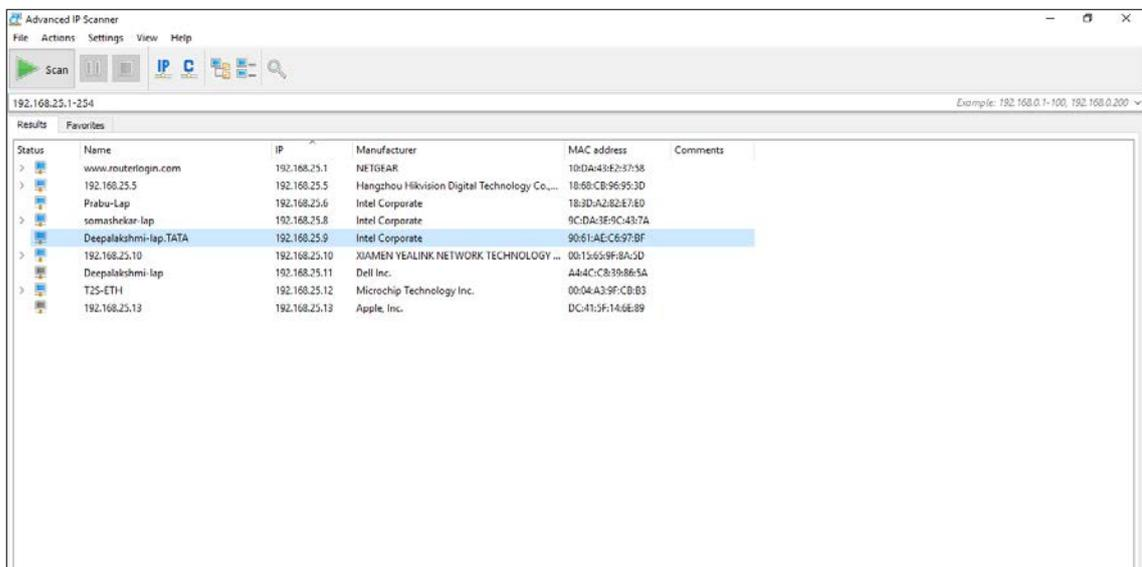 Advanced IP Scanner
File Actions Settings View Help
Scan IP C
192.168.25.1-254 Example: 192.168.0.1-100, 192.168.0.200
Results Favorites
Status Name IP Manufacturer MAC address Comments
www.routerlogin.com 192.168.25.1 NETGEAR 10:DA:43:E2:37:58
192.168.25.5 192.168.25.5 Hangzhou Hikvision Digital Technology Co.,... 18:68:CB:96:95:3D
Prabu-Lap 192.168.25.6 Intel Corporate 18:3D:A2:82:E7:E0
somashekar-lap 192.168.25.8 Intel Corporate 9C:DA:3E:9C:43:7A
Deepalakshmi-lap.TATA 192.168.25.9 Intel Corporate 90:61:AE:C6:97:BF
192.168.25.10 192.168.25.10 XIAMEN YEALINK NETWORK TECHNOLOGY ... 00:15:65:9F:8A:5D
Deepalakshmi-lap 192.168.25.11 Dell Inc. A4:4C:C8:39:86:5A
T2S-ETH 192.168.25.12 Microchip Technology Inc. 00:04:A3:9F:CB:B3
192.168.25.13 192.168.25.13 Apple, Inc. DC:41:5F:14:6E:89